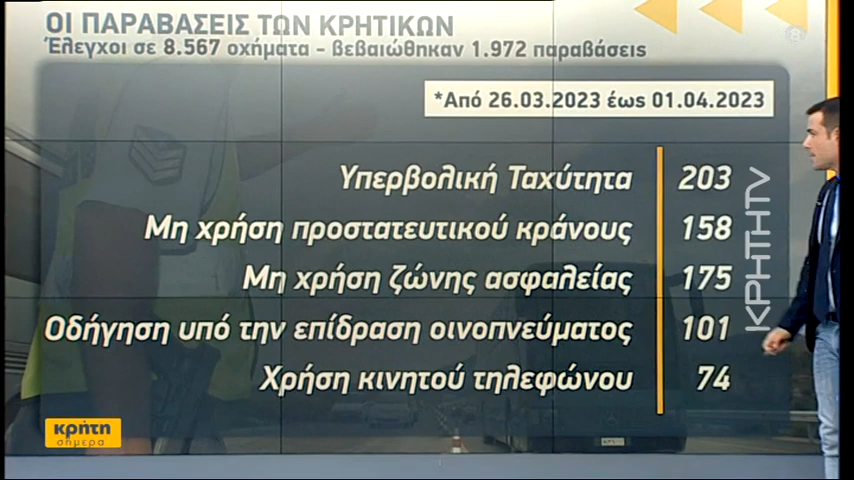 ΟΙ ΠΑΡΑΒΑΣΕΙΣ ΤΩΝ ΚΡΗΤΙΚΩΝ
Έλεγχοι σε 8.567 οχήματα - βεβαιώθηκαν 1.972 παραβάσεις
*Από 26.03.2023 έως 01.04.2023
Υπερβολική Ταχύτητα 203
Μη χρήση προστατευτικού κράνους 158
Μη χρήση ζώνης ασφαλείας 175
Οδήγηση υπό την επίδραση οινοπνεύματος 101
Χρήση κινητού τηλεφώνου 74
ΚΡΗΤΗTV
κρήτη
σήμερα